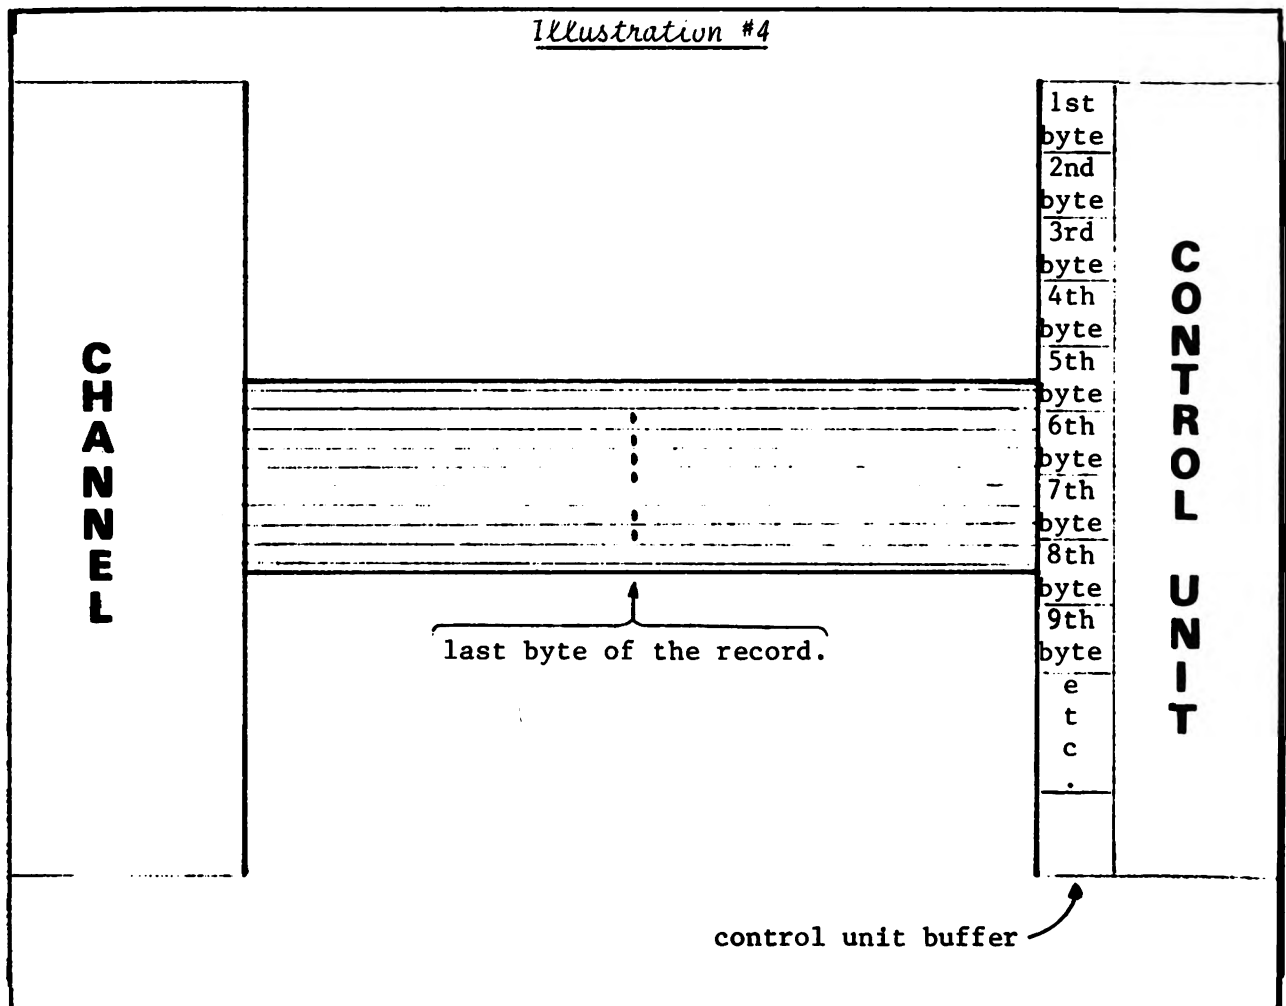 Illustration #4
CHANNEL
1st
byte
2nd
byte
3rd
byte
4th
byte
5th
byte
6th
byte
7th
byte
8th
byte
9th
byte
e
t
c
.
CONTROL UNIT
last byte of the record.
control unit buffer